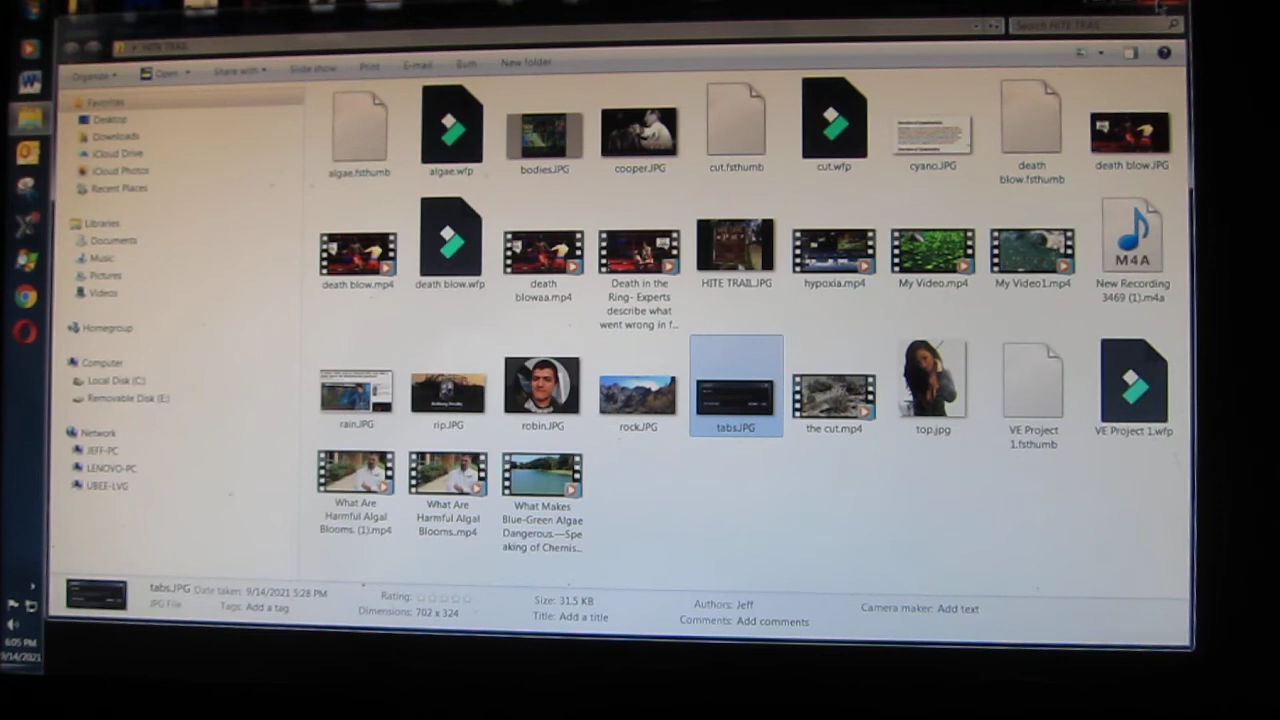 HITE TRAIL
Search HITE TRAIL
Organize
Open
Share with
Slide show
Print
E-mail
Burn
New folder
Favorites
Desktop
Downloads
iCloud Drive
iCloud Photos
Recent Places
Libraries
Documents
Music
Pictures
Videos
Homegroup
Computer
Local Disk (C:)
Removable Disk (E:)
Network
JEFF-PC
LENOVO-PC
UBEE-LVG
algae.fsthumb
algae.wfp
bodies.JPG
cooper.JPG
cut.fsthumb
cut.wfp
cyano.JPG
death
blow.fsthumb
death blow.JPG
death blow.mp4
death blow.wfp
death
blowaa.mp4
Death in the
Ring- Experts
describe what
went wrong in f...
HITE TRAIL.JPG
hypoxia.mp4
My Video.mp4
My Video1.mp4
M4A
New Recording
3469 (1).m4a
rain.JPG
rip.JPG
robin.JPG
rock.JPG
tabs.JPG
the cut.mp4
top.jpg
VE Project
1.fsthumb
VE Project 1.wfp
What Are
Harmful Algal
Blooms. (1).mp4
What Are
Harmful Algal
Blooms..mp4
What Makes
Blue-Green Algae
Dangerous.—Spe
aking of Chemis...
tabs.JPG Date taken: 9/14/2021 5:28 PM
JPG File
Tags: Add a tag
Rating:
Dimensions: 702 x 324
Size: 31.5 KB
Title: Add a title
Authors: Jeff
Comments: Add comments
Camera maker: Add text
6:05 PM
9/14/2021